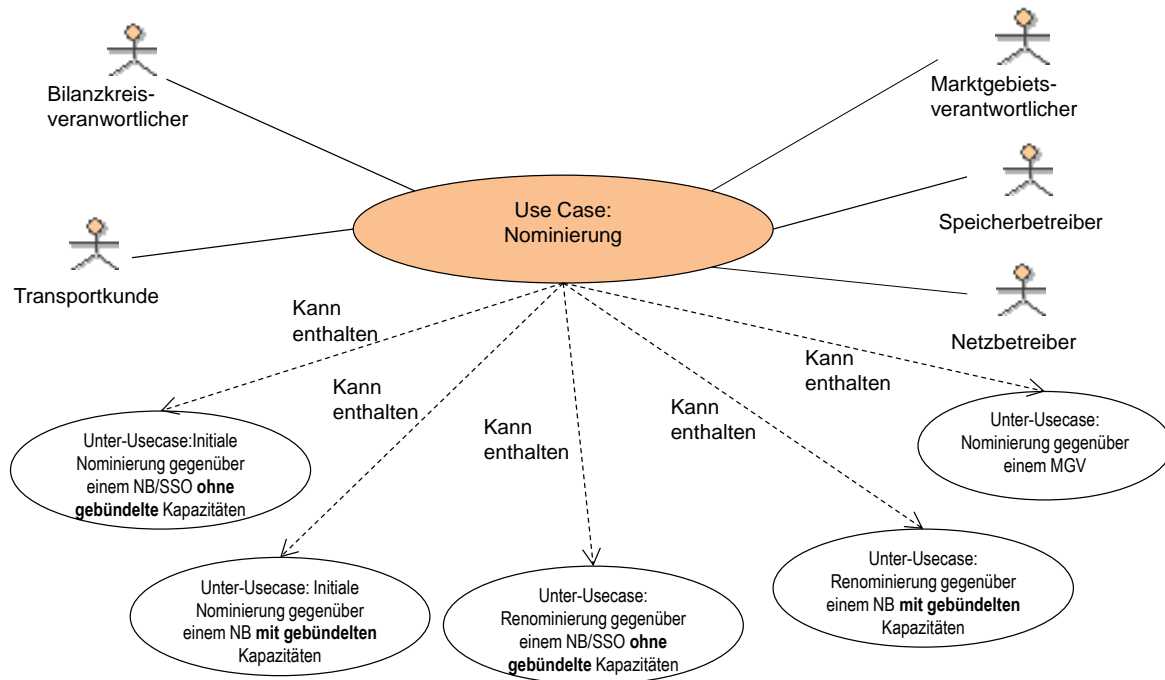 Bilanzkreis-
veranwortlicher
Marktgebiets-
verantwortlicher
Use Case:
Nominierung
Speicherbetreiber
Transportkunde
Netzbetreiber
Kann
enthalten
Kann
enthalten
Kann
enthalten
Kann
enthalten
Kann
enthalten
Unter-Usecase:Initiale
Nominierung gegenüber
einem NB/SSO ohne
gebündelte Kapazitäten
Unter-Usecase: Initiale
Nominierung gegenüber
einem NB mit gebündelten
Kapazitäten
Unter-Usecase:
Renominierung gegenüber
einem NB/SSO ohne
gebündelte Kapazitäten
Unter-Usecase:
Renominierung gegenüber
einem NB mit gebündelten
Kapazitäten
Unter-Usecase:
Nominierung gegenüber
einem MGV